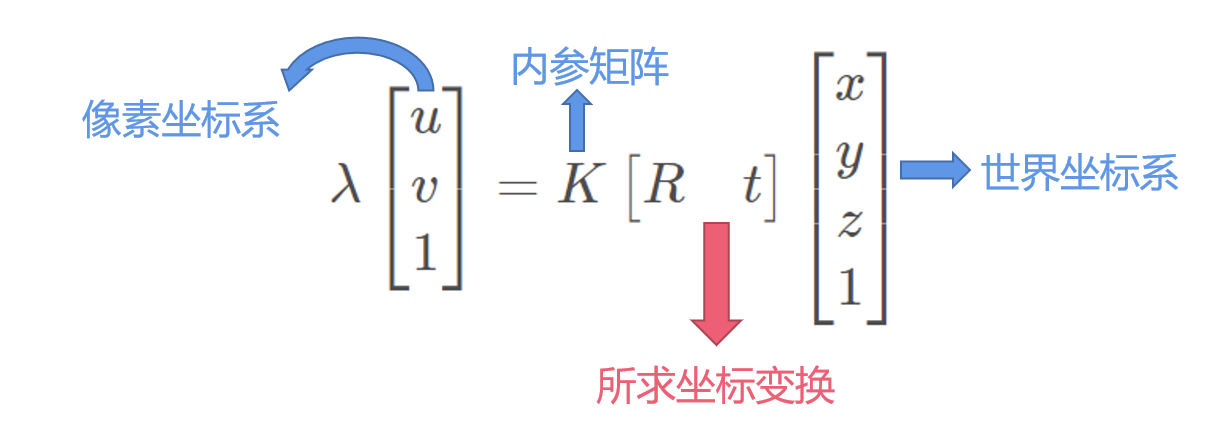 内参矩阵
像素坐标系
λ [u v 1] = K [R t] [x y z 1]
世界坐标系
所求坐标变换